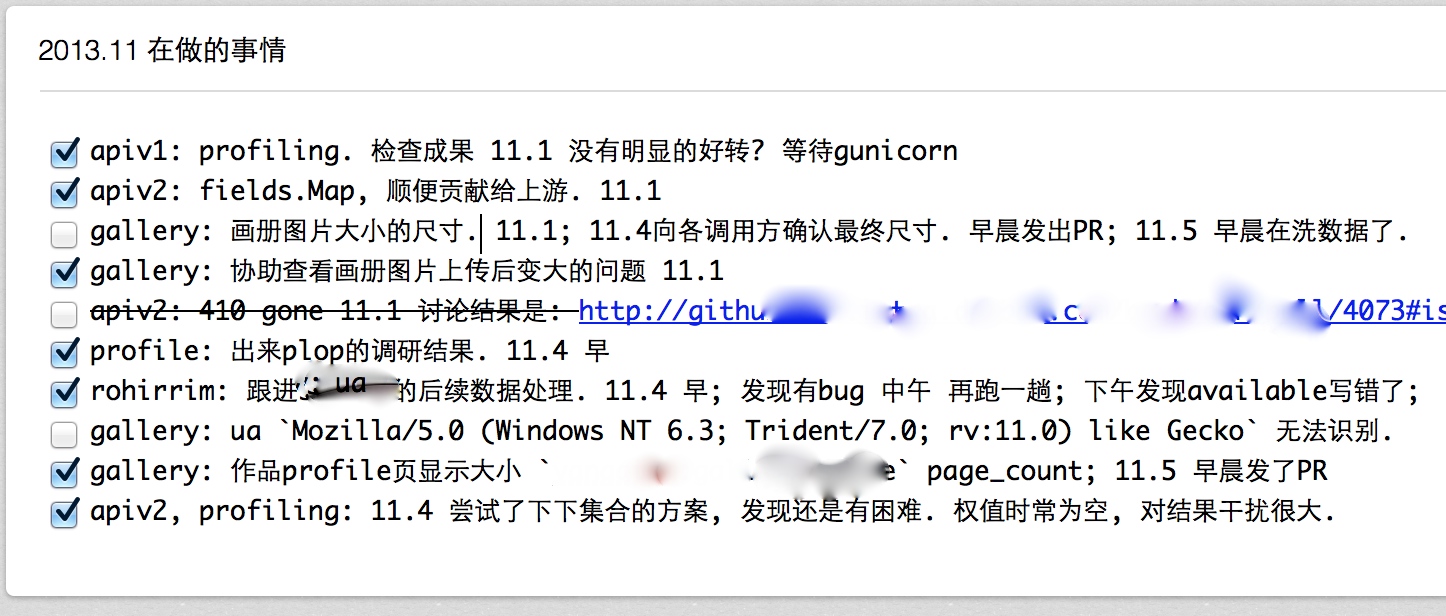 2013.11 在做的事情
apiv1: profiling. 检查成果 11.1 没有明显的好转? 等待gunicorn
apiv2: fields.Map, 顺便贡献给上游. 11.1
gallery: 画册图片大小的尺寸. 11.1; 11.4向各调用方确认最终尺寸. 早晨发出PR; 11.5 早晨在洗数据了.
gallery: 协助查看画册图片上传后变大的问题 11.1
apiv2: 410 gone 11.1 讨论结果是: http://githu /4073#is
profile: 出来plop的调研结果. 11.4 早
rohirrim: 跟进 ua 的后续数据处理. 11.4 早; 发现有bug 中午 再跑一趟; 下午发现available写错了;
gallery: ua `Mozilla/5.0 (Windows NT 6.3; Trident/7.0; rv:11.0) like Gecko` 无法识别.
gallery: 作品profile页显示大小 ` e` page_count; 11.5 早晨发了PR
apiv2, profiling: 11.4 尝试了下下集合的方案, 发现还是有困难. 权值时常为空, 对结果干扰很大.